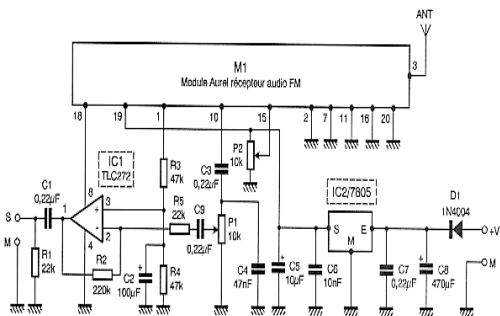 ANT
M1
Module Aurel récepteur audio FM
3
18 19 1 10 15 2 7 11 16 20
IC1
TLC272
R3
47k
C3
0,22µF
P2
10k
C1
0,22µF
8
3
+
R5
22k
C9
0,22µF
P1
10k
IC2/7805
D1
1N4004
S
1
-
2
4
S E
M
+V
M
R1
22k
R2
220k
C2
100µF
+
R4
47k
C4
47nF
C5
10µF
+
C6
10nF
C7
0,22µF
C8
470µF
+
M